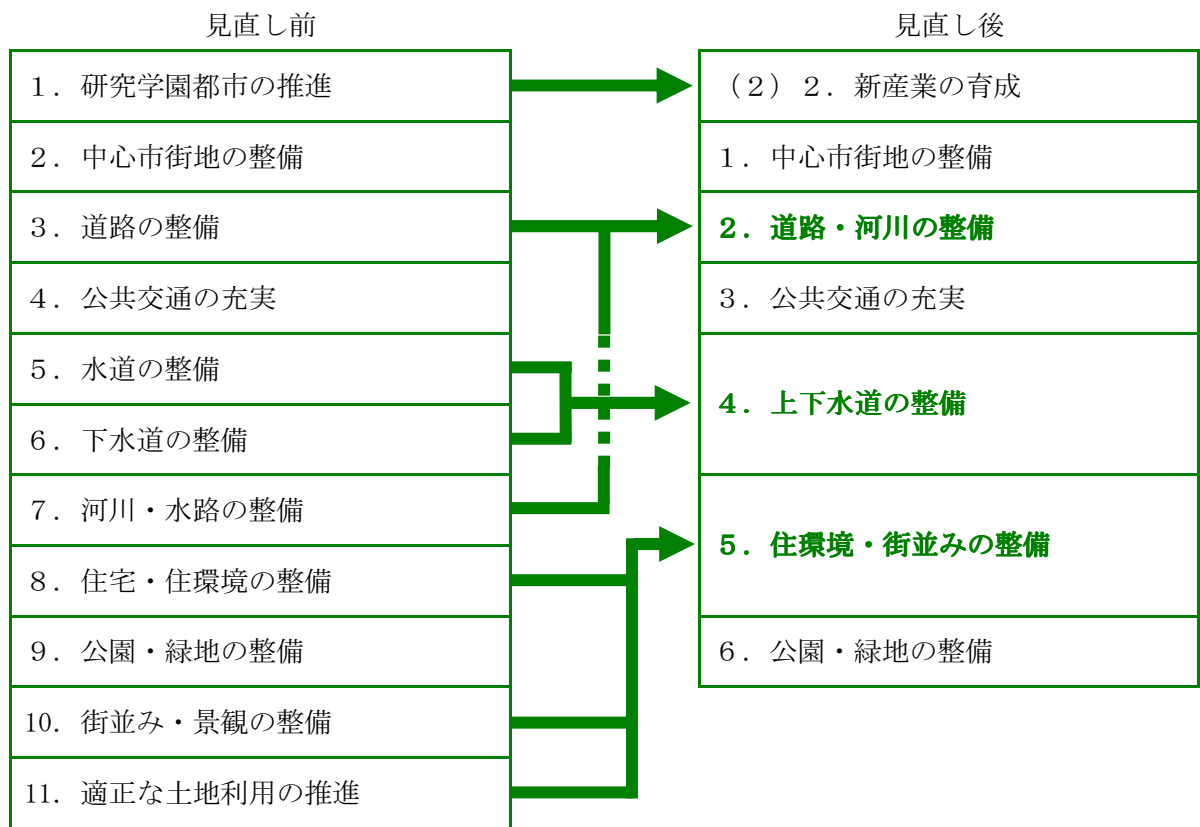 見直し前
見直し後
1．研究学園都市の推進
2．中心市街地の整備
3．道路の整備
4．公共交通の充実
5．水道の整備
6．下水道の整備
7．河川・水路の整備
8．住宅・住環境の整備
9．公園・緑地の整備
10．街並み・景観の整備
11．適正な土地利用の推進
（2）2．新産業の育成
1．中心市街地の整備
2．道路・河川の整備
3．公共交通の充実
4．上下水道の整備
5．住環境・街並みの整備
6．公園・緑地の整備